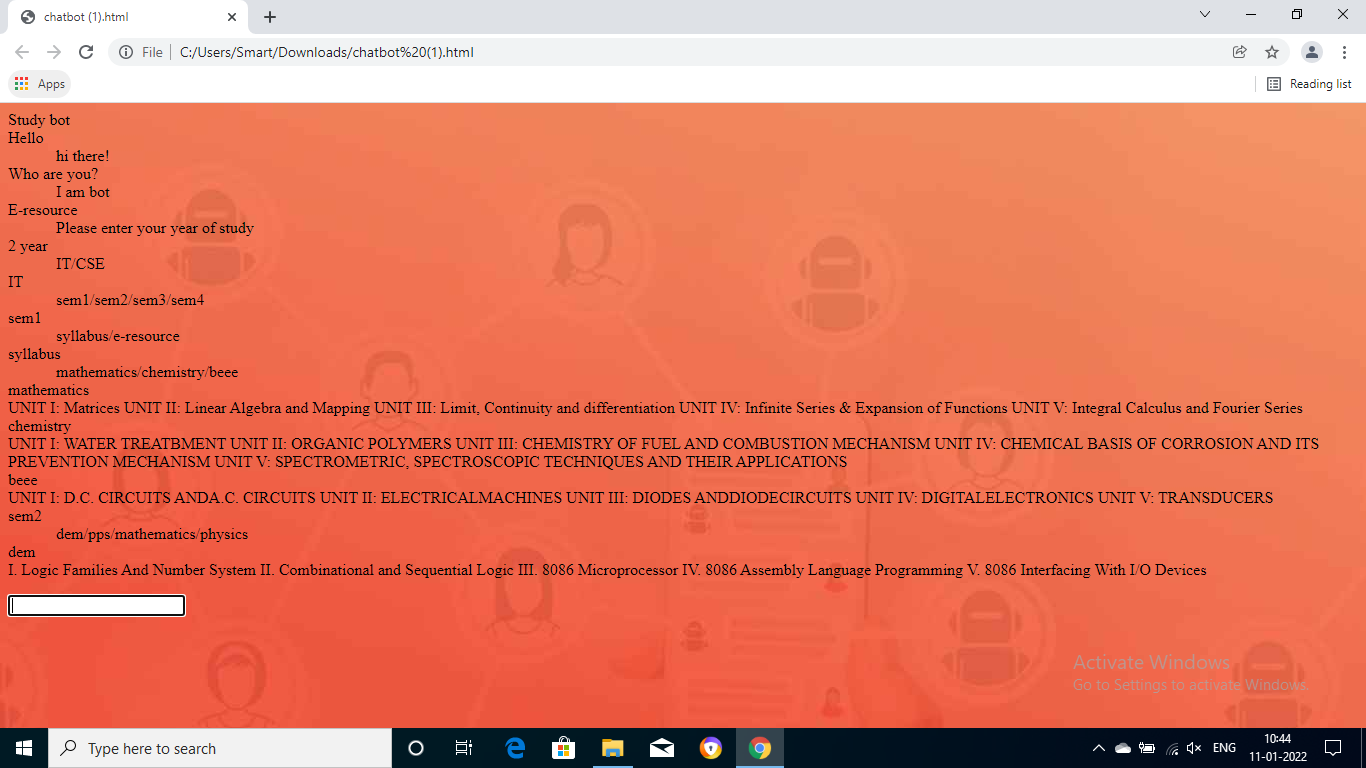 chatbot (1).html
File
C:/Users/Smart/Downloads/chatbot%20(1).html
Apps
Reading list
Study bot
Hello
hi there!
Who are you?
I am bot
E-resource
Please enter your year of study
2 year
IT/CSE
IT
sem1/sem2/sem3/sem4
sem1
syllabus/e-resource
syllabus
mathematics/chemistry/beee
mathematics
UNIT I: Matrices UNIT II: Linear Algebra and Mapping UNIT III: Limit, Continuity and differentiation UNIT IV: Infinite Series & Expansion of Functions UNIT V: Integral Calculus and Fourier Series
chemistry
UNIT I: WATER TREATBMENT UNIT II: ORGANIC POLYMERS UNIT III: CHEMISTRY OF FUEL AND COMBUSTION MECHANISM UNIT IV: CHEMICAL BASIS OF CORROSION AND ITS
PREVENTION MECHANISM UNIT V: SPECTROMETRIC, SPECTROSCOPIC TECHNIQUES AND THEIR APPLICATIONS
beee
UNIT I: D.C. CIRCUITS ANDA.C. CIRCUITS UNIT II: ELECTRICALMACHINES UNIT III: DIODES ANDDIODECIRCUITS UNIT IV: DIGITALELECTRONICS UNIT V: TRANSDUCERS
sem2
dem/pps/mathematics/physics
dem
I. Logic Families And Number System II. Combinational and Sequential Logic III. 8086 Microprocessor IV. 8086 Assembly Language Programming V. 8086 Interfacing With I/O Devices
Activate Windows
Go to Settings to activate Windows.
Type here to search
ENG
10:44
11-01-2022